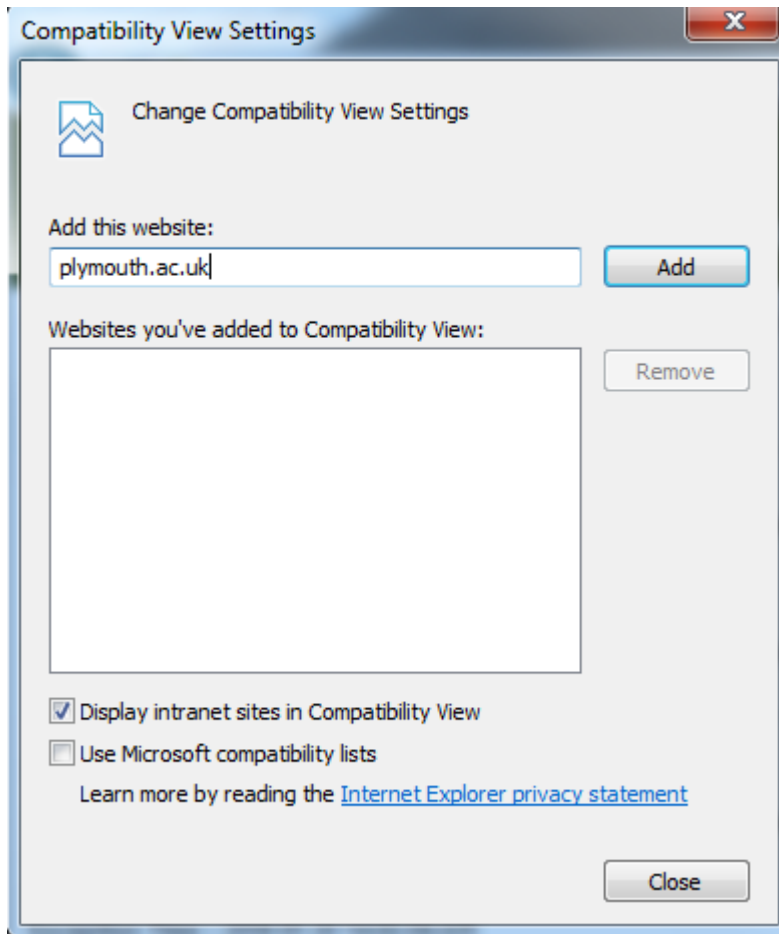 Compatibility View Settings
Change Compatibility View Settings
Add this website:
plymouth.ac.uk
Add
Websites you've added to Compatibility View:
Remove
Display intranet sites in Compatibility View
Use Microsoft compatibility lists
Learn more by reading the Internet Explorer privacy statement
Close